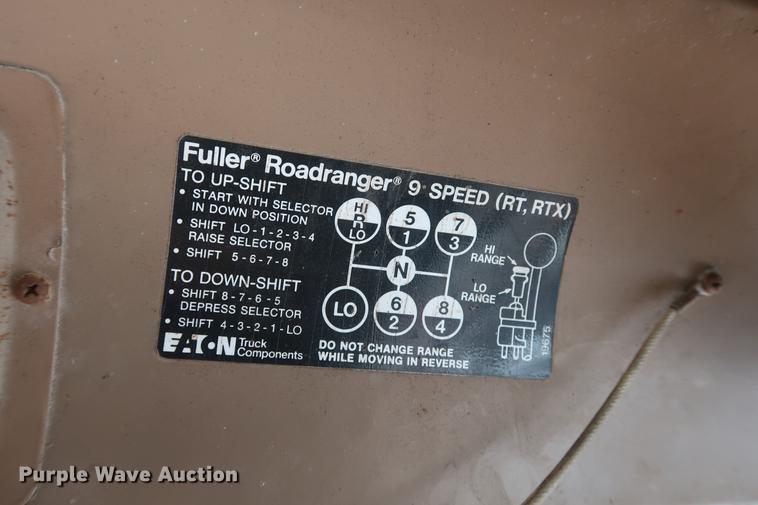 Fuller® Roadranger® 9 SPEED (RT, RTX)
TO UP-SHIFT
• START WITH SELECTOR
IN DOWN POSITION
• SHIFT LO-1-2-3-4
RAISE SELECTOR
• SHIFT 5-6-7-8
TO DOWN-SHIFT
• SHIFT 8-7-6-5
DEPRESS SELECTOR
• SHIFT 4-3-2-1-LO
EATON Truck
Components
HI
R
LO
5
1
7
3
N
LO
6
2
8
4
HI
RANGE
LO
RANGE
DO NOT CHANGE RANGE
WHILE MOVING IN REVERSE
19675
Purple Wave Auction